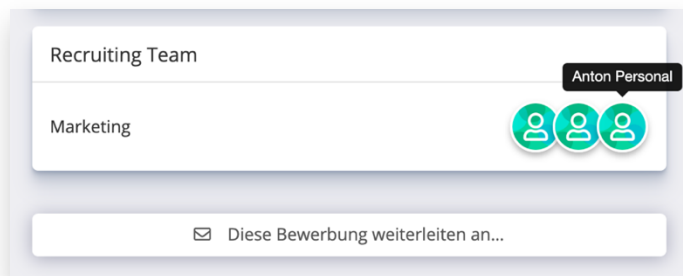 Recruiting Team
Anton Personal
Marketing
Diese Bewerbung weiterleiten an...